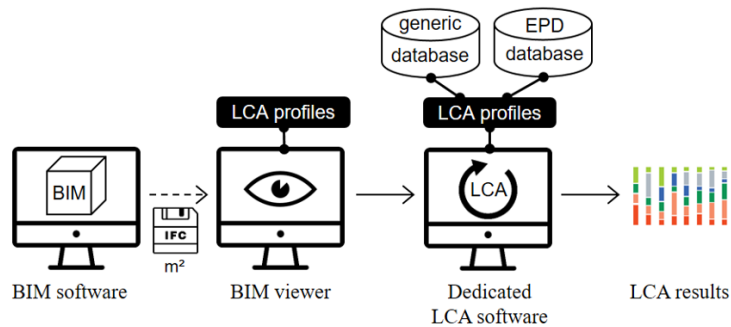 generic
database
EPD
database
LCA profiles
LCA profiles
BIM
LCA
IFC
m²
BIM software
BIM viewer
Dedicated
LCA software
LCA results